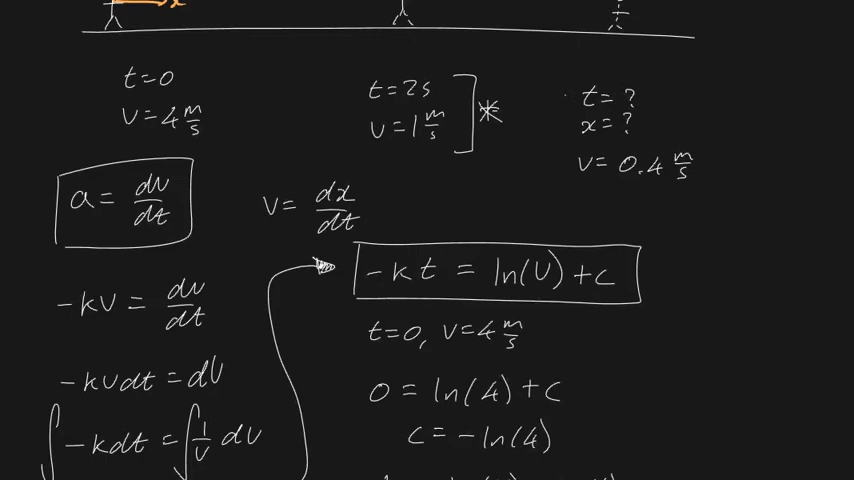 x
t=0
v=4 m/s
t=2s
v=1 m/s
*
t=?
x=?
v=0.4 m/s
a = dv/dt
v = dx/dt
-kv = dv/dt
-kvdt = dv
∫-kdt = ∫1/v dv
-kt = ln(v)+c
t=0, v=4 m/s
0 = ln(4)+c
c = -ln(4)